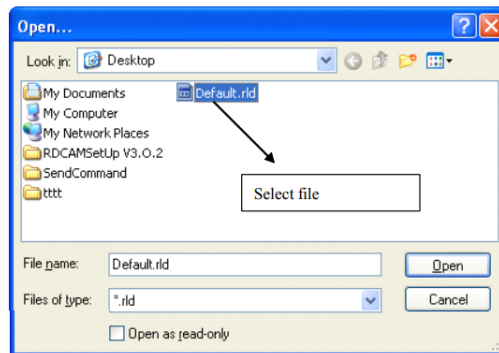 Open...
Look in: Desktop
My Documents
My Computer
My Network Places
RDCAMSetUp V3.0.2
SendCommand
tttt
Default.rld
Select file
File name: Default.rld Open
Files of type: *.rld Cancel
Open as read-only